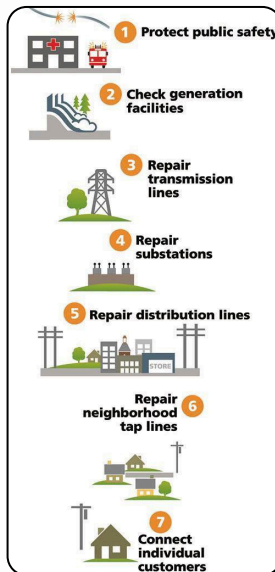 1 Protect public safety
2 Check generation
facilities
3 Repair
transmission
lines
4 Repair
substations
5 Repair distribution lines
STORE
Repair
neighborhood 6
tap lines
7
Connect
individual
customers